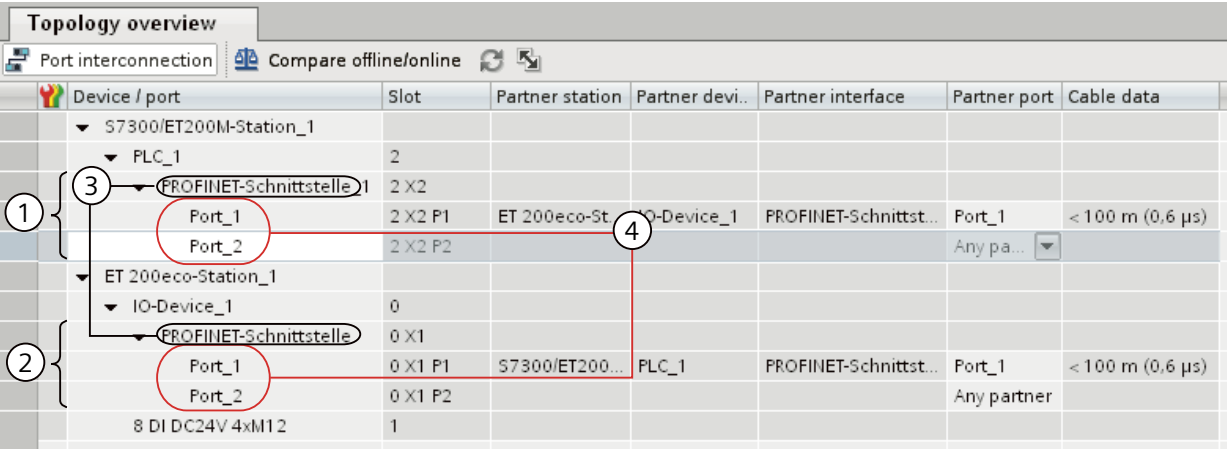 Topology overview
Port interconnection Compare offline/online
Device / port Slot Partner station Partner devi... Partner interface Partner port Cable data
S7300/ET200M-Station_1
PLC_1 2
3 PROFINET-Schnittstelle_1 2 X2
1 Port_1 2 X2 P1 ET 200eco-St... IO-Device_1 PROFINET-Schnittst... Port_1 < 100 m (0,6 µs)
4
Port_2 2 X2 P2 Any pa...
ET 200eco-Station_1
IO-Device_1 0
PROFINET-Schnittstelle 0 X1
2 Port_1 0 X1 P1 S7300/ET200... PLC_1 PROFINET-Schnittst... Port_1 < 100 m (0,6 µs)
Port_2 0 X1 P2 Any partner
8 DI DC24V 4xM12 1